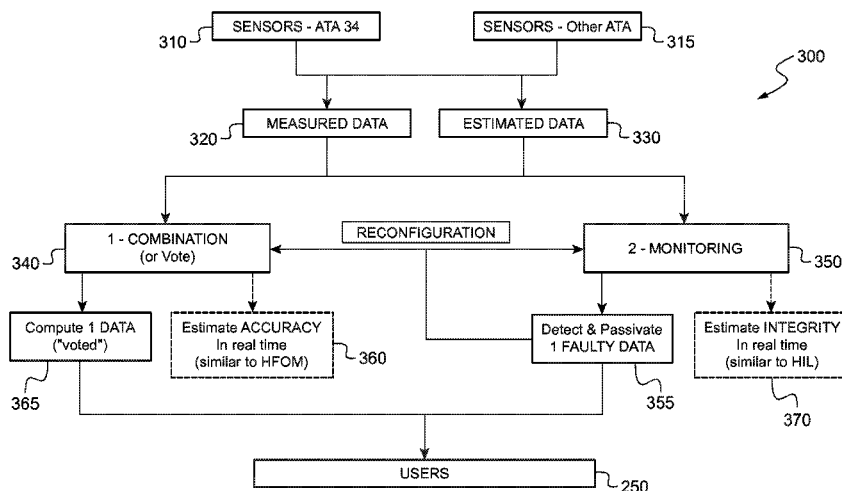 SENSORS - ATA 34
SENSORS - Other ATA
310
315
300
MEASURED DATA
ESTIMATED DATA
320
330
RECONFIGURATION
1 - COMBINATION
(or Vote)
2 - MONITORING
340
350
Compute 1 DATA
("voted")
Estimate ACCURACY
In real time
(similar to HFOM)
Detect & Passivate
1 FAULTY DATA
Estimate INTEGRITY
In real time
(similar to HIL)
365
360
355
370
USERS
250